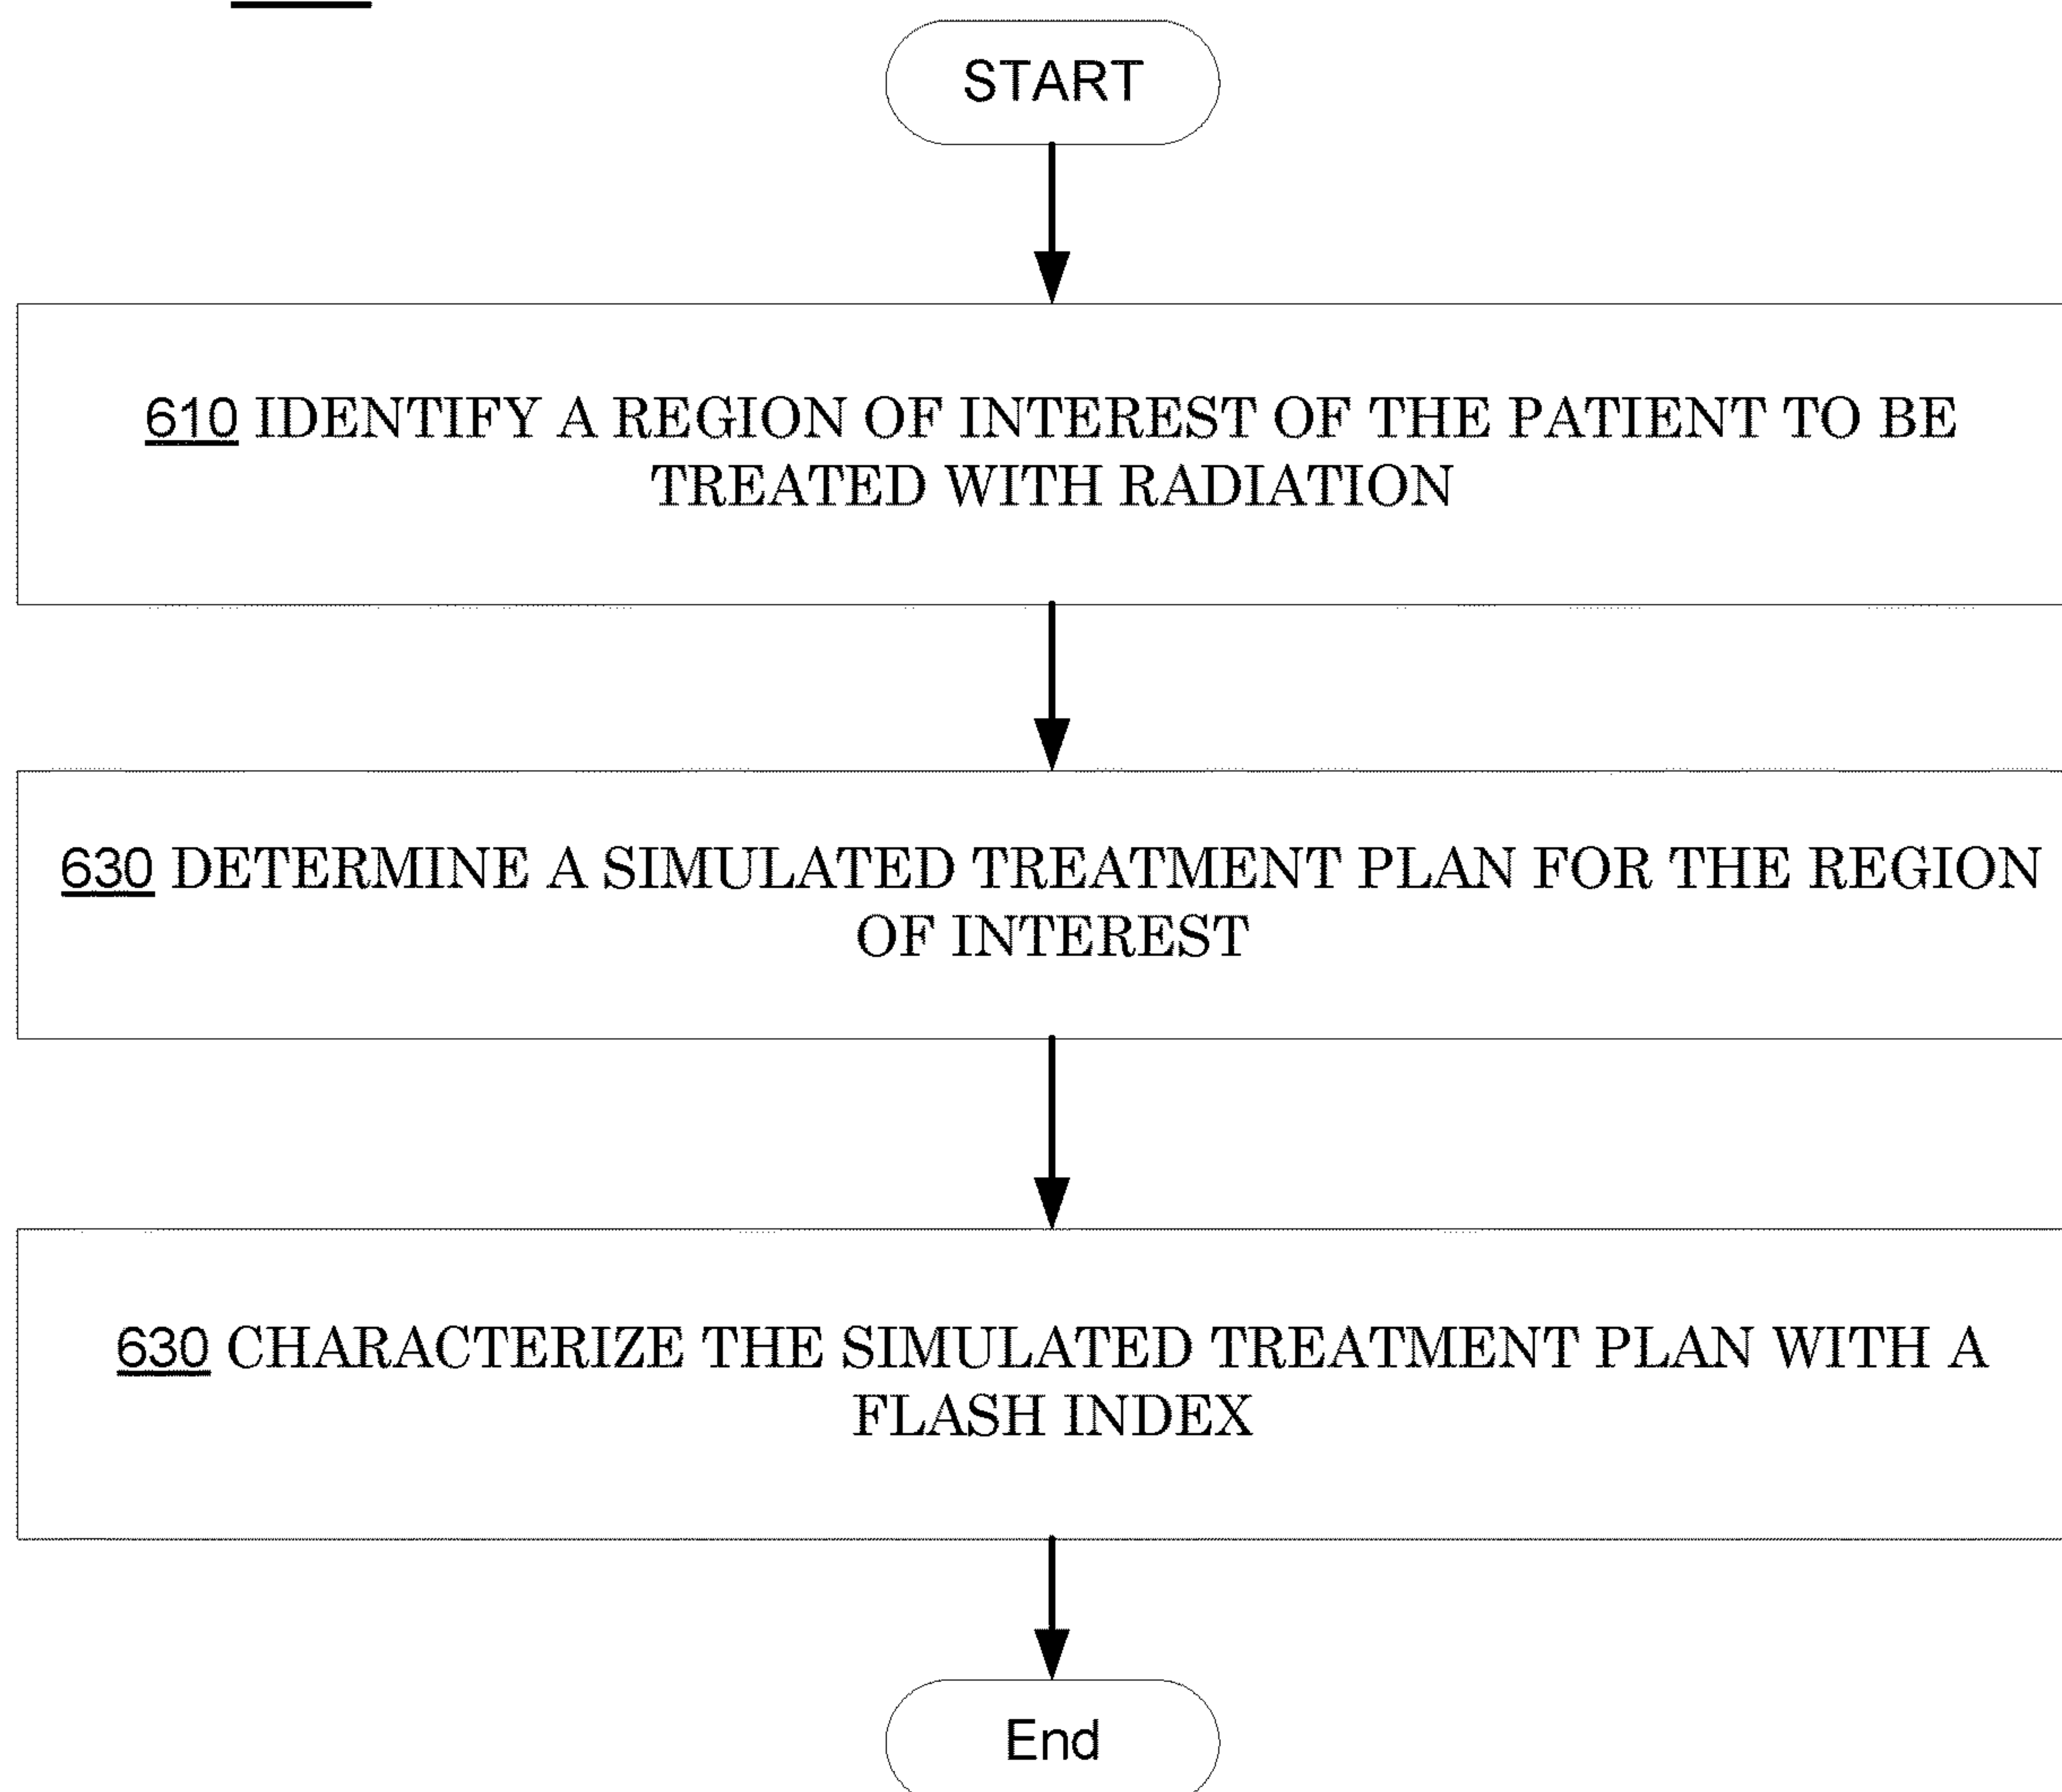 START
610 IDENTIFY A REGION OF INTEREST OF THE PATIENT TO BE
TREATED WITH RADIATION
630 DETERMINE A SIMULATED TREATMENT PLAN FOR THE REGION
OF INTEREST
630 CHARACTERIZE THE SIMULATED TREATMENT PLAN WITH A
FLASH INDEX
End